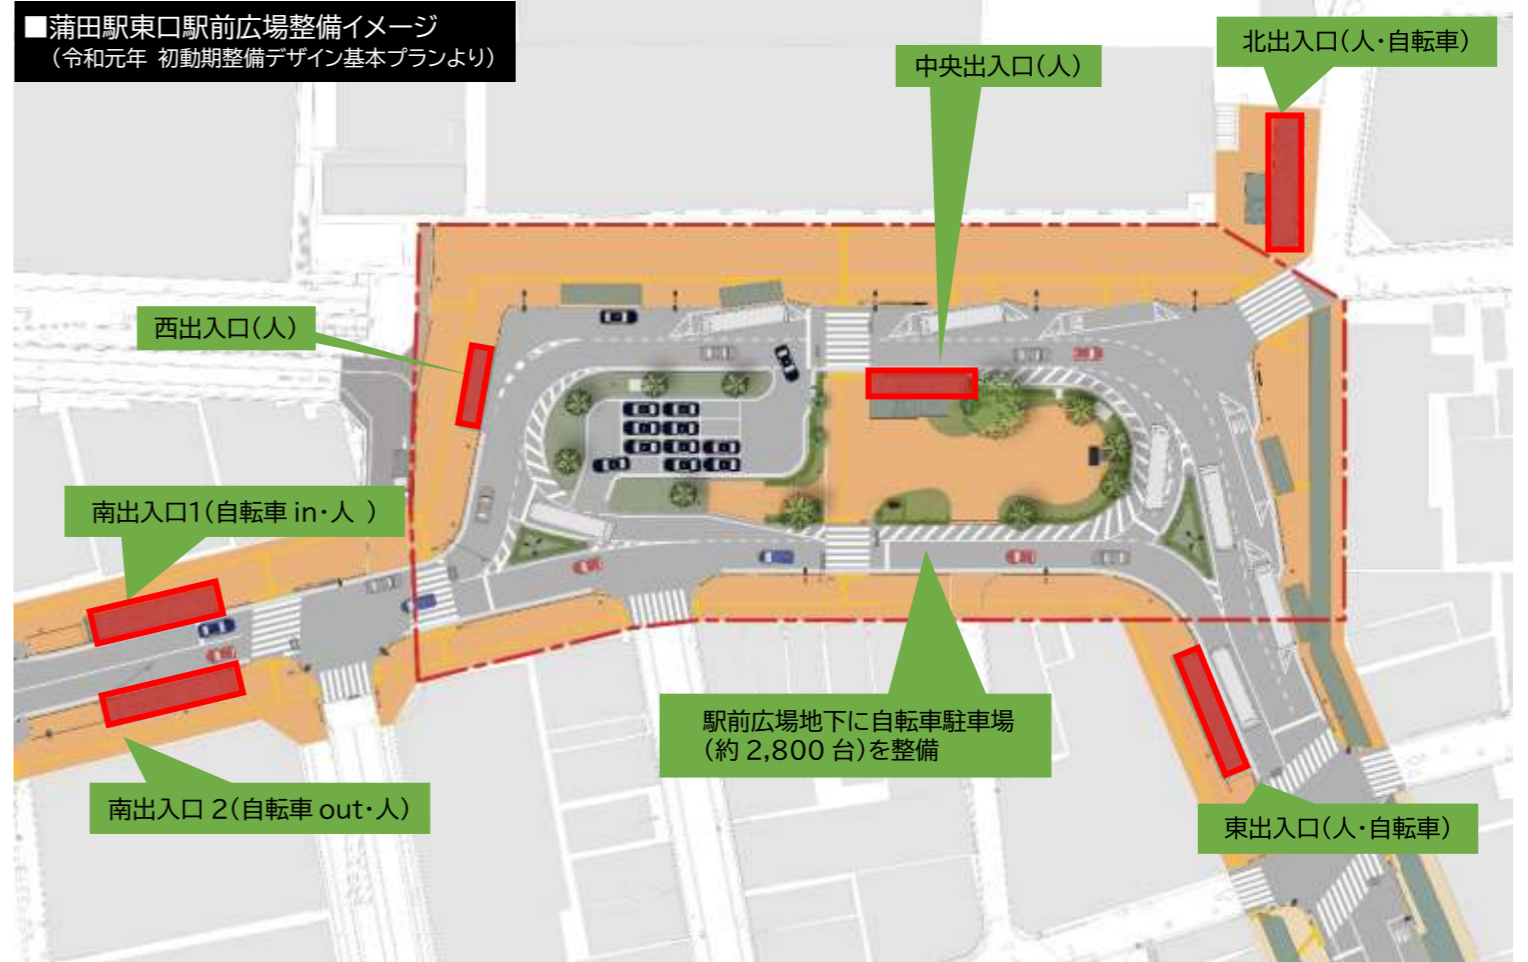 ■蒲田駅東口駅前広場整備イメージ
（令和元年 初動期整備デザイン基本プランより）
中央出入口（人）
北出入口（人・自転車）
西出入口（人）
南出入口1（自転車 in・人 ）
駅前広場地下に自転車駐車場
（約 2,800 台）を整備
南出入口 2（自転車 out・人）
東出入口（人・自転車）